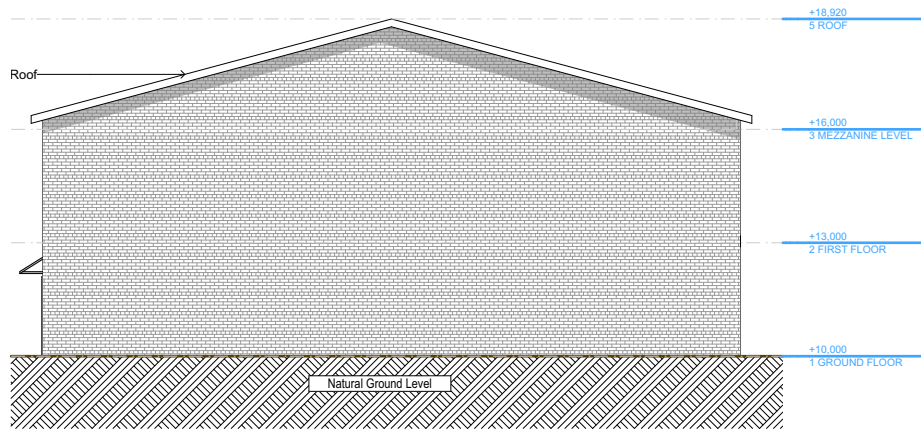 +18,920
5 ROOF
Roof
+16,000
3 MEZZANINE LEVEL
+13,000
2 FIRST FLOOR
+10,000
1 GROUND FLOOR
Natural Ground Level